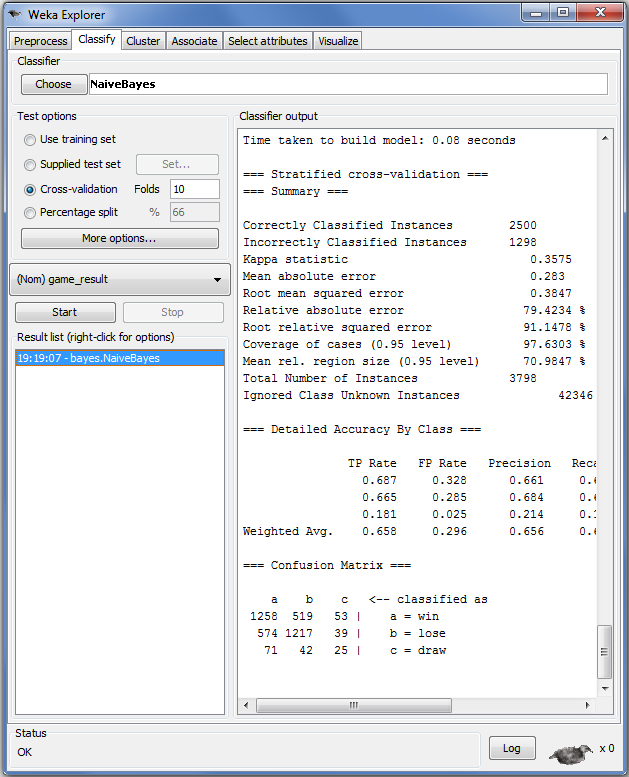 Weka Explorer
Preprocess Classify Cluster Associate Select attributes Visualize
Classifier
Choose NaiveBayes
Test options
Use training set
Supplied test set Set...
Cross-validation Folds 10
Percentage split % 66
More options...
(Nom) game_result
Start Stop
Result list (right-click for options)
19:19:07 - bayes.NaiveBayes
Classifier output
Time taken to build model: 0.08 seconds
=== Stratified cross-validation ===
=== Summary ===
Correctly Classified Instances 2500
Incorrectly Classified Instances 1298
Kappa statistic 0.3575
Mean absolute error 0.283
Root mean squared error 0.3847
Relative absolute error 79.4234 %
Root relative squared error 91.1478 %
Coverage of cases (0.95 level) 97.6303 %
Mean rel. region size (0.95 level) 70.9847 %
Total Number of Instances 3798
Ignored Class Unknown Instances 42346
=== Detailed Accuracy By Class ===
TP Rate FP Rate Precision Reca
0.687 0.328 0.661 0.6
0.665 0.285 0.684 0.6
0.181 0.025 0.214 0.1
Weighted Avg. 0.658 0.296 0.656 0.6
=== Confusion Matrix ===
a b c <-- classified as
1258 519 53 | a = win
574 1217 39 | b = lose
71 42 25 | c = draw
Status
OK
Log x 0